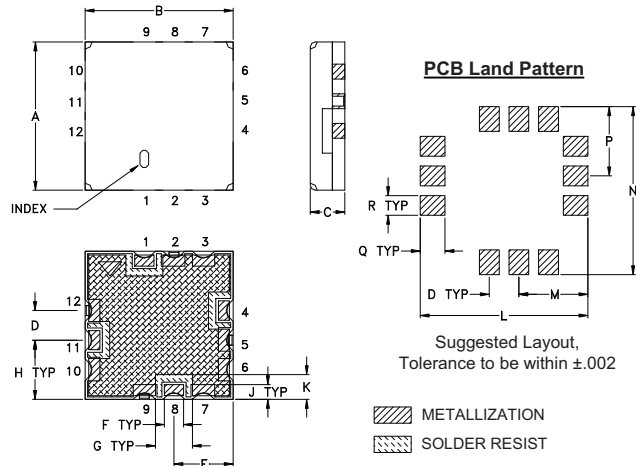 B
9 8 7
10
11
12
6
5
4
A
INDEX
1 2 3
C
PCB Land Pattern
P
N
R TYP
Q TYP
D TYP
M
L
Suggested Layout,
Tolerance to be within ±.002
METALLIZATION
SOLDER RESIST
1 2 3
12
11
10
4
5
6
D
H TYP
9 8 7
J TYP
K
F TYP
G TYP
E